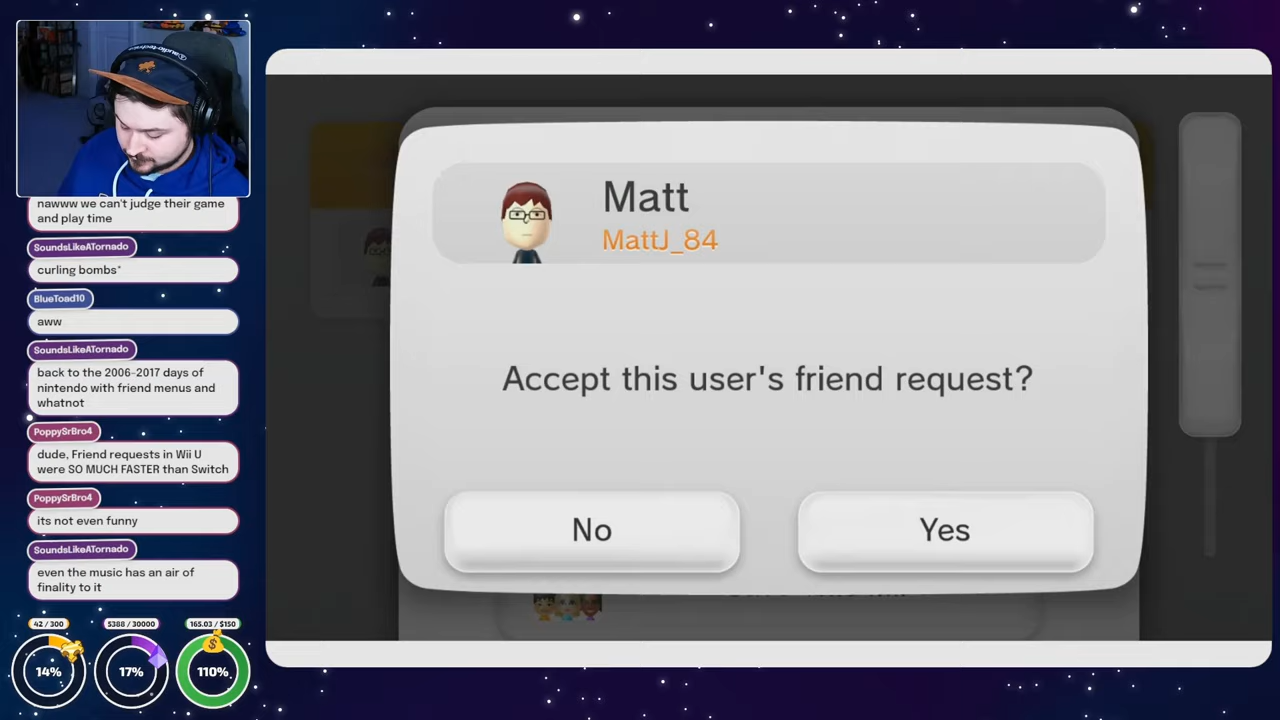 audio-technica
nawww we can't judge their game
and play time
SoundsLikeATornado
curling bombs*
BlueToad10
aww
SoundsLikeATornado
back to the 2006-2017 days of
nintendo with friend menus and
whatnot
PoppySrBro4
dude, Friend requests in Wii U
were SO MUCH FASTER than Switch
PoppySrBro4
its not even funny
SoundsLikeATornado
even the music has an air of
finality to it
42 / 300
5388 / 30000
165.03 / $150
14%
17%
110%
Matt
MattJ_84
Accept this user's friend request?
No
Yes